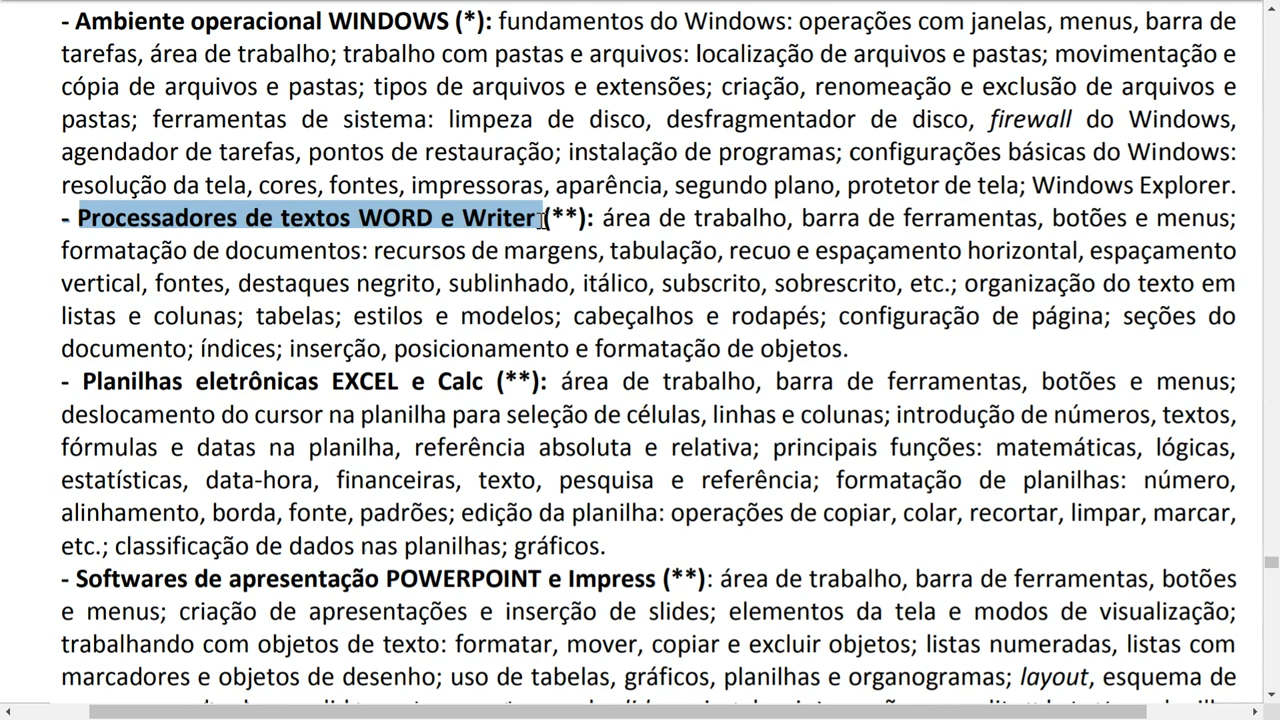 - Ambiente operacional WINDOWS (*): fundamentos do Windows: operações com janelas, menus, barra de
tarefas, área de trabalho; trabalho com pastas e arquivos: localização de arquivos e pastas; movimentação e
cópia de arquivos e pastas; tipos de arquivos e extensões; criação, renomeação e exclusão de arquivos e
pastas; ferramentas de sistema: limpeza de disco, desfragmentador de disco, firewall do Windows,
agendador de tarefas, pontos de restauração; instalação de programas; configurações básicas do Windows:
resolução da tela, cores, fontes, impressoras, aparência, segundo plano, protetor de tela; Windows Explorer.
- Processadores de textos WORD e Writer (**): área de trabalho, barra de ferramentas, botões e menus;
formatação de documentos: recursos de margens, tabulação, recuo e espaçamento horizontal, espaçamento
vertical, fontes, destaques negrito, sublinhado, itálico, subscrito, sobrescrito, etc.; organização do texto em
listas e colunas; tabelas; estilos e modelos; cabeçalhos e rodapés; configuração de página; seções do
documento; índices; inserção, posicionamento e formatação de objetos.
- Planilhas eletrônicas EXCEL e Calc (**): área de trabalho, barra de ferramentas, botões e menus;
deslocamento do cursor na planilha para seleção de células, linhas e colunas; introdução de números, textos,
fórmulas e datas na planilha, referência absoluta e relativa; principais funções: matemáticas, lógicas,
estatísticas, data-hora, financeiras, texto, pesquisa e referência; formatação de planilhas: número,
alinhamento, borda, fonte, padrões; edição da planilha: operações de copiar, colar, recortar, limpar, marcar,
etc.; classificação de dados nas planilhas; gráficos.
- Softwares de apresentação POWERPOINT e Impress (**): área de trabalho, barra de ferramentas, botões
e menus; criação de apresentações e inserção de slides; elementos da tela e modos de visualização;
trabalhando com objetos de texto: formatar, mover, copiar e excluir objetos; listas numeradas, listas com
marcadores e objetos de desenho; uso de tabelas, gráficos, planilhas e organogramas; layout, esquema de